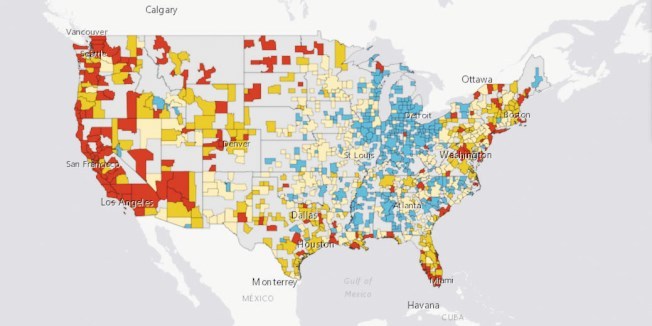 Calgary
Vancouver
Seattle
Ottawa
Boston
Detroit
Denver
St Louis
Washington
San Francisco
Los Angeles
Atlanta
Dallas
Houston
Monterrey
Gulf of
Mexico
MÉXICO
Miami
Havana
CUBA